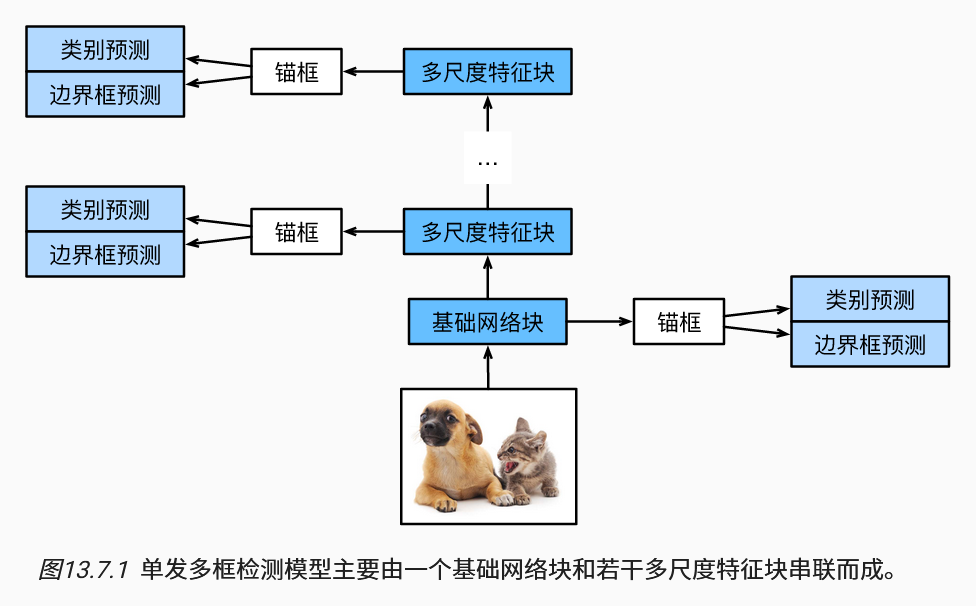 类别预测
边界框预测
锚框
多尺度特征块
...
类别预测
边界框预测
锚框
多尺度特征块
基础网络块
锚框
类别预测
边界框预测
图13.7.1 单发多框检测模型主要由一个基础网络块和若干多尺度特征块串联而成。